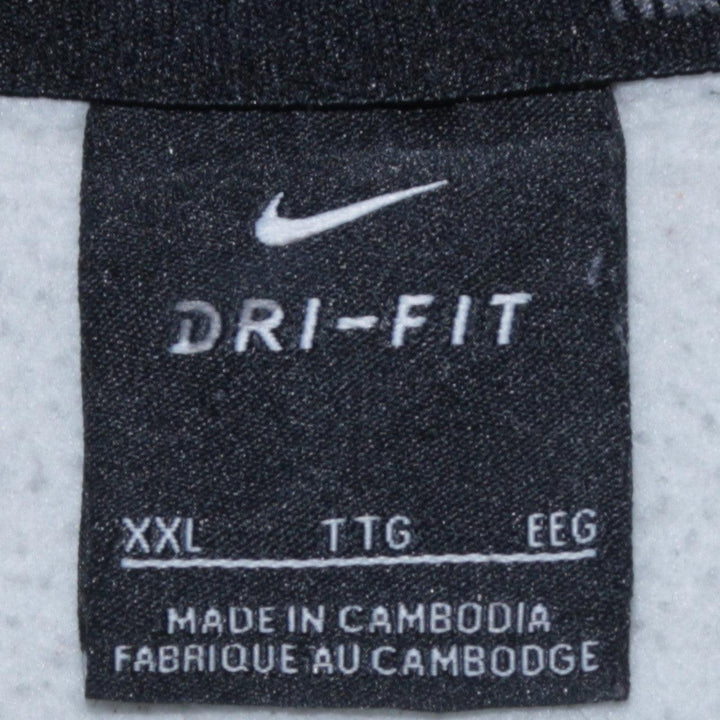 DRI-FIT
XXL TTG EEG
MADE IN CAMBODIA
FABRIQUE AU CAMBODGE